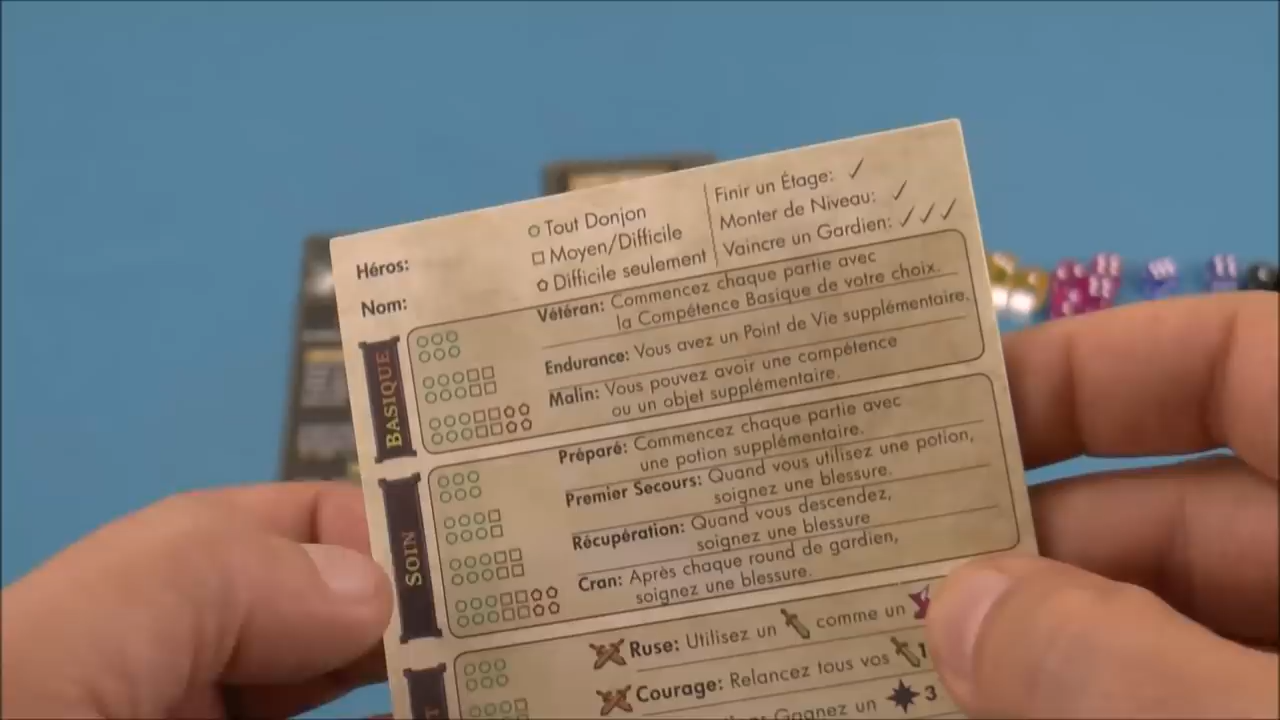 Héros:
Nom:
Tout Donjon
Moyen/Difficile
Difficile seulement
Finir un Étage: ✓
Monter de Niveau: ✓
Vaincre un Gardien: ✓✓✓
BASIQUE
Vétéran: Commencez chaque partie avec
la Compétence Basique de votre choix.
Endurance: Vous avez un Point de Vie supplémentaire.
Malin: Vous pouvez avoir une compétence
ou un objet supplémentaire.
SOIN
Préparé: Commencez chaque partie avec
une potion supplémentaire.
Premier Secours: Quand vous utilisez une potion,
soignez une blessure.
Récupération: Quand vous descendez,
soignez une blessure
Cran: Après chaque round de gardien,
soignez une blessure.
Ruse: Utilisez un comme un
Courage: Relancez tous vos 1
Gagnez un 3